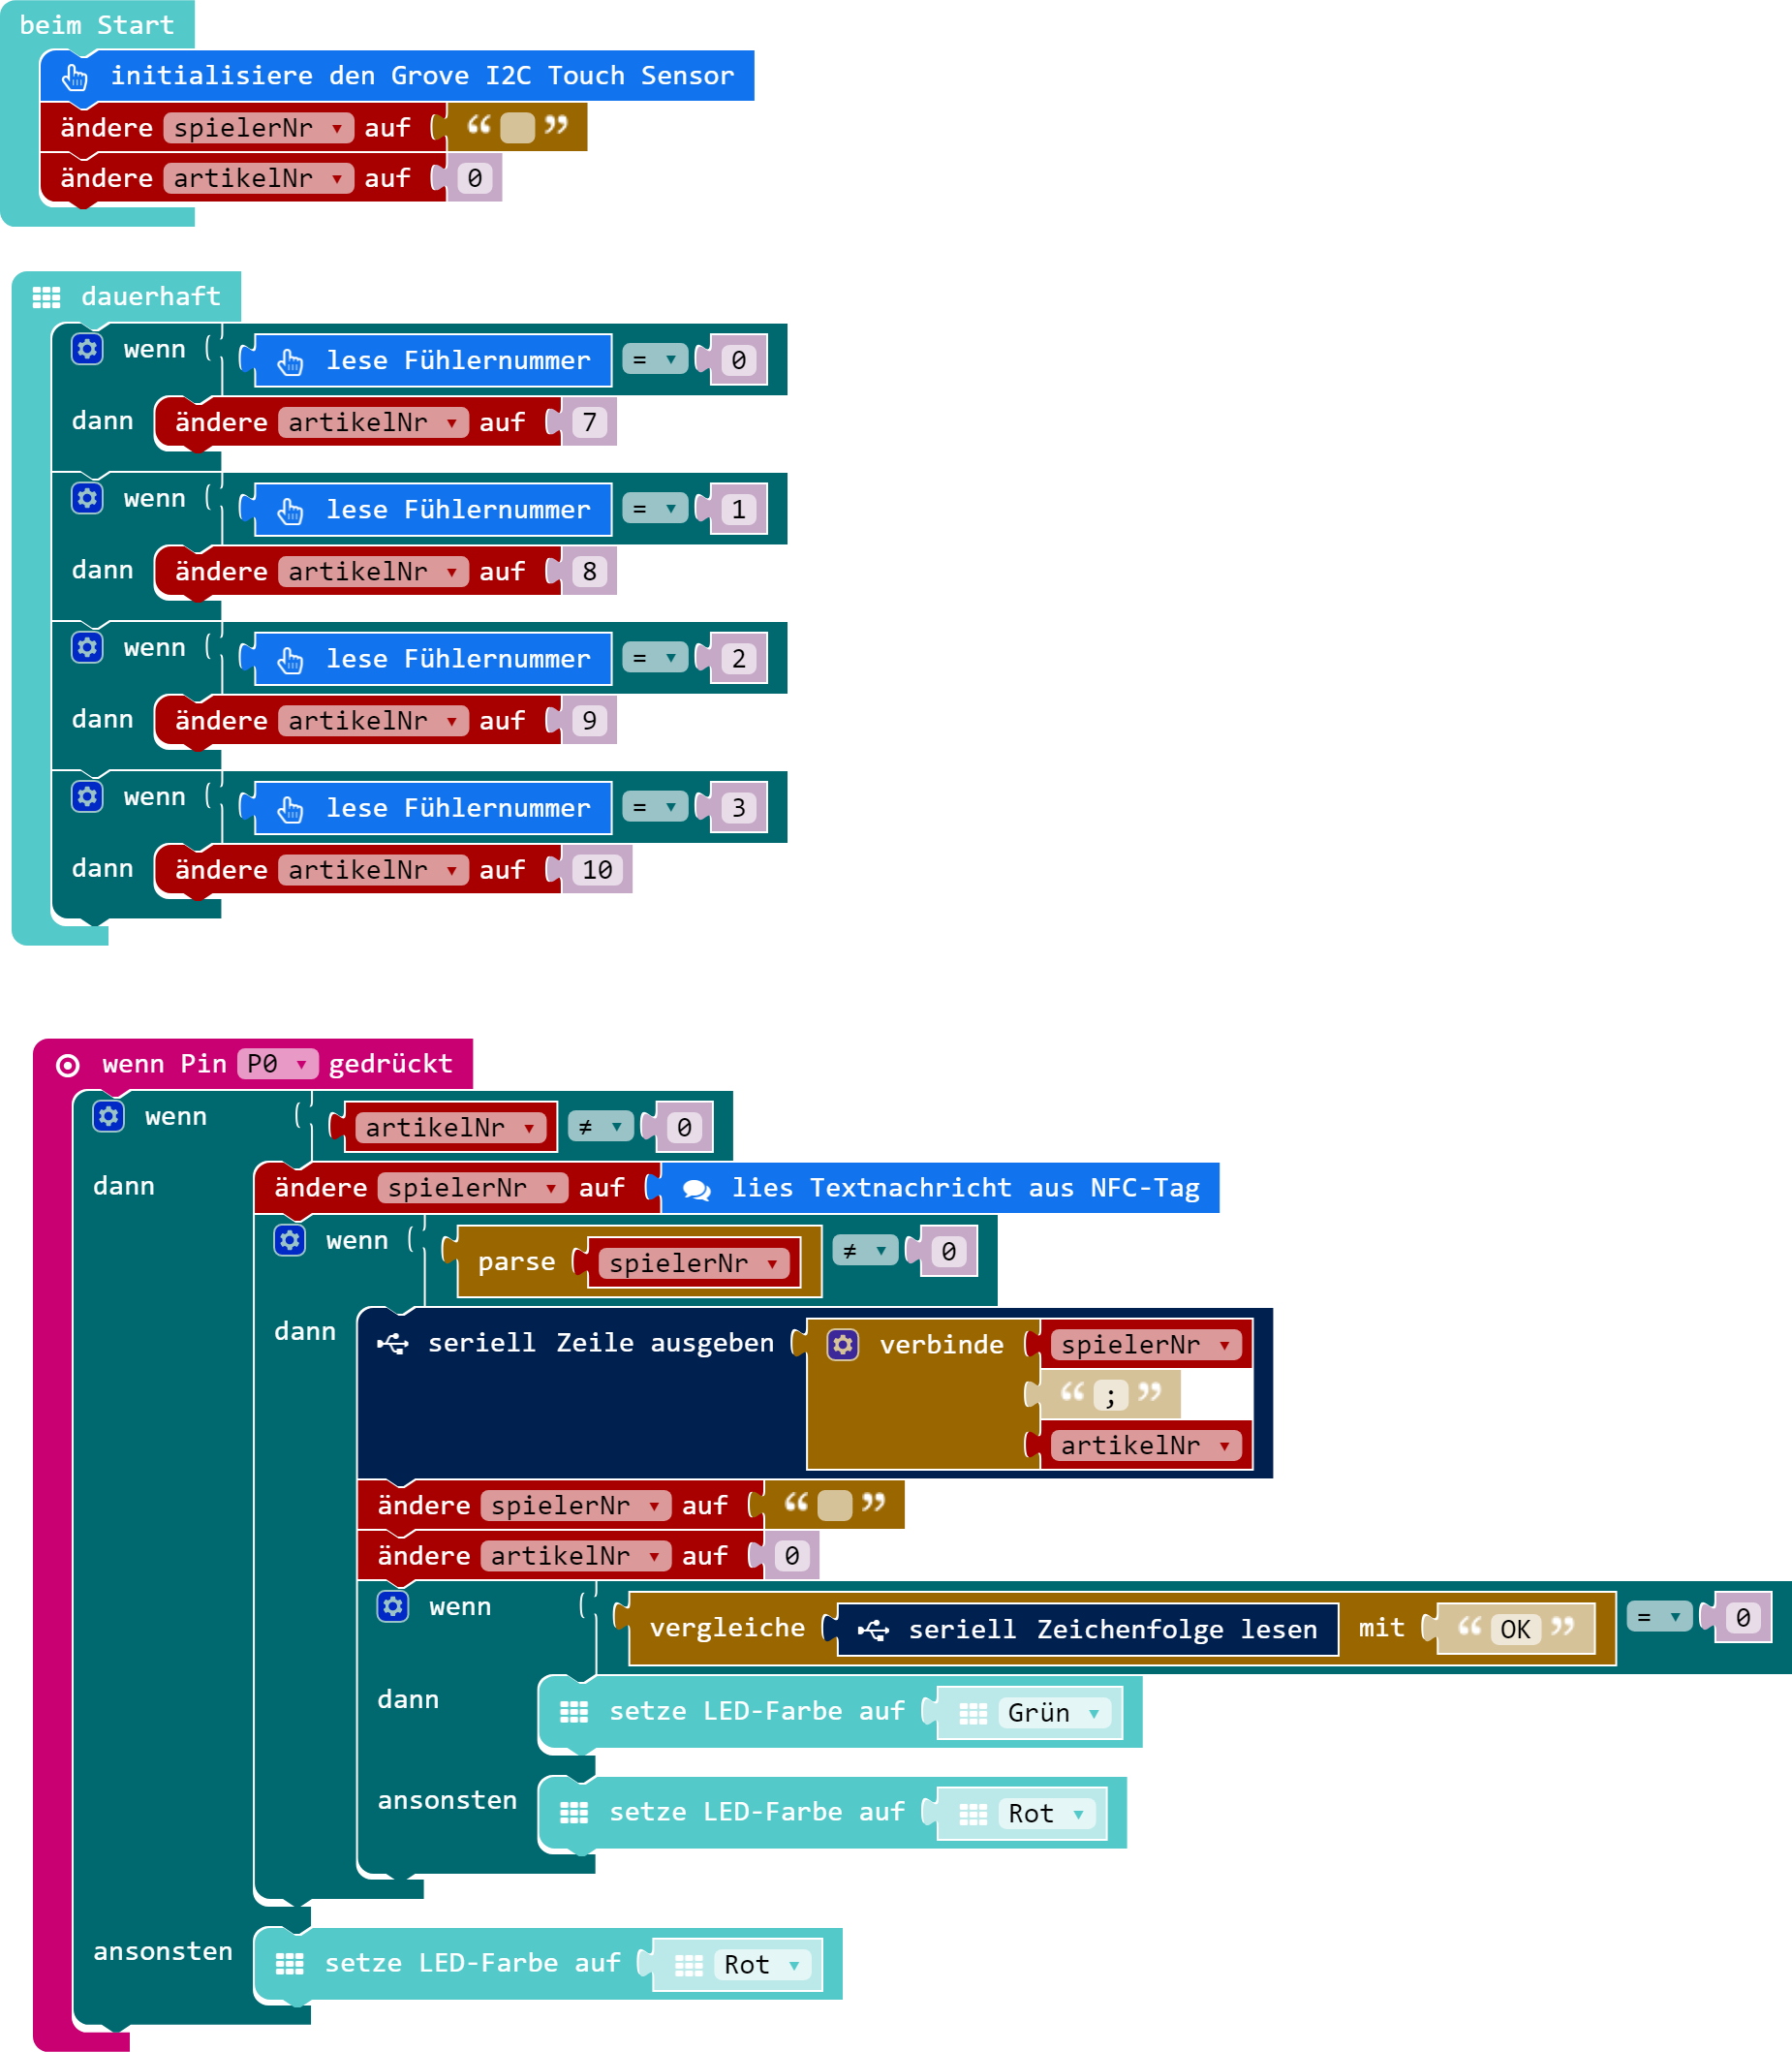 beim Start
initialisiere den Grove I2C Touch Sensor
ändere spielerNr auf “ ”
ändere artikelNr auf 0
dauerhaft
wenn lese Fühlernummer = 0
dann ändere artikelNr auf 7
wenn lese Fühlernummer = 1
dann ändere artikelNr auf 8
wenn lese Fühlernummer = 2
dann ändere artikelNr auf 9
wenn lese Fühlernummer = 3
dann ändere artikelNr auf 10
wenn Pin P0 gedrückt
wenn artikelNr ≠ 0
dann ändere spielerNr auf lies Textnachricht aus NFC-Tag
wenn parse spielerNr ≠ 0
dann seriell Zeile ausgeben verbinde spielerNr
“ ; ”
artikelNr
ändere spielerNr auf “ ”
ändere artikelNr auf 0
wenn vergleiche seriell Zeichenfolge lesen mit “ OK ” = 0
dann setze LED-Farbe auf Grün
ansonsten setze LED-Farbe auf Rot
ansonsten setze LED-Farbe auf Rot